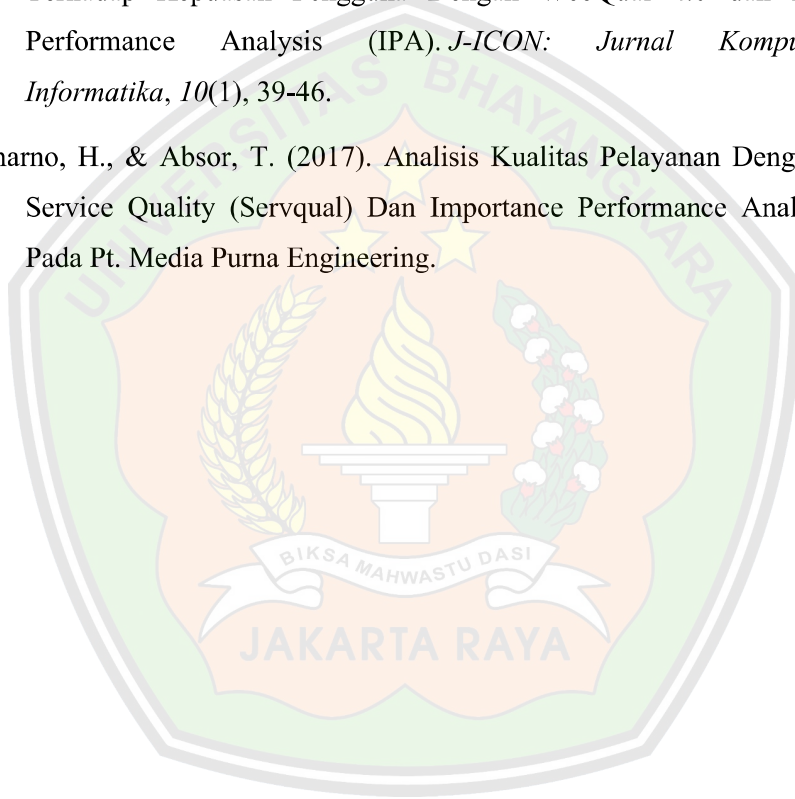 Performance Analysis (IPA). J-ICON: Jurnal
Informatika, 10(1), 39-46.
H., & Absor, T. (2017). Analisis Kualitas Pelayanan
Service Quality (Servqual) Dan Importance Performance
Pada Pt. Media Purna Engineering.
UNIVERSITAS BHAYANGKARA
BIKSA MAHWASTU DASI
JAKARTA RAYA